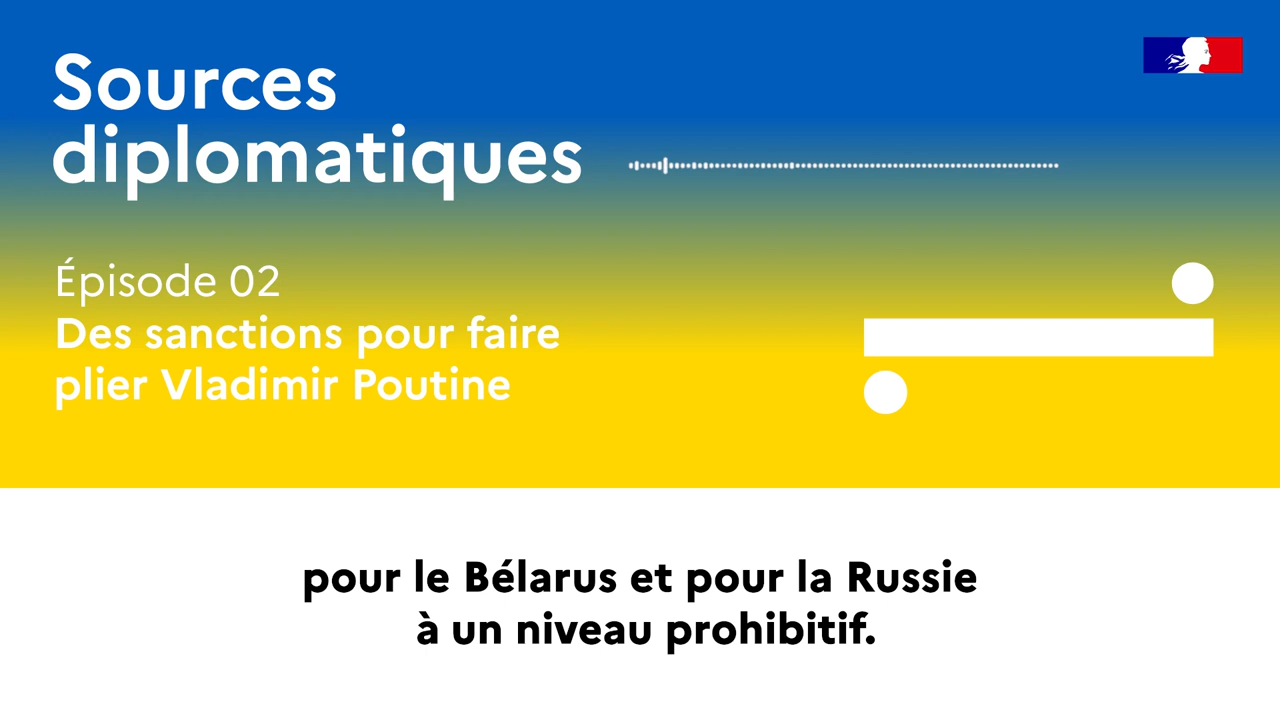 Sources
diplomatiques
Épisode 02
Des sanctions pour faire
plier Vladimir Poutine
pour le Bélarus et pour la Russie
à un niveau prohibitif.